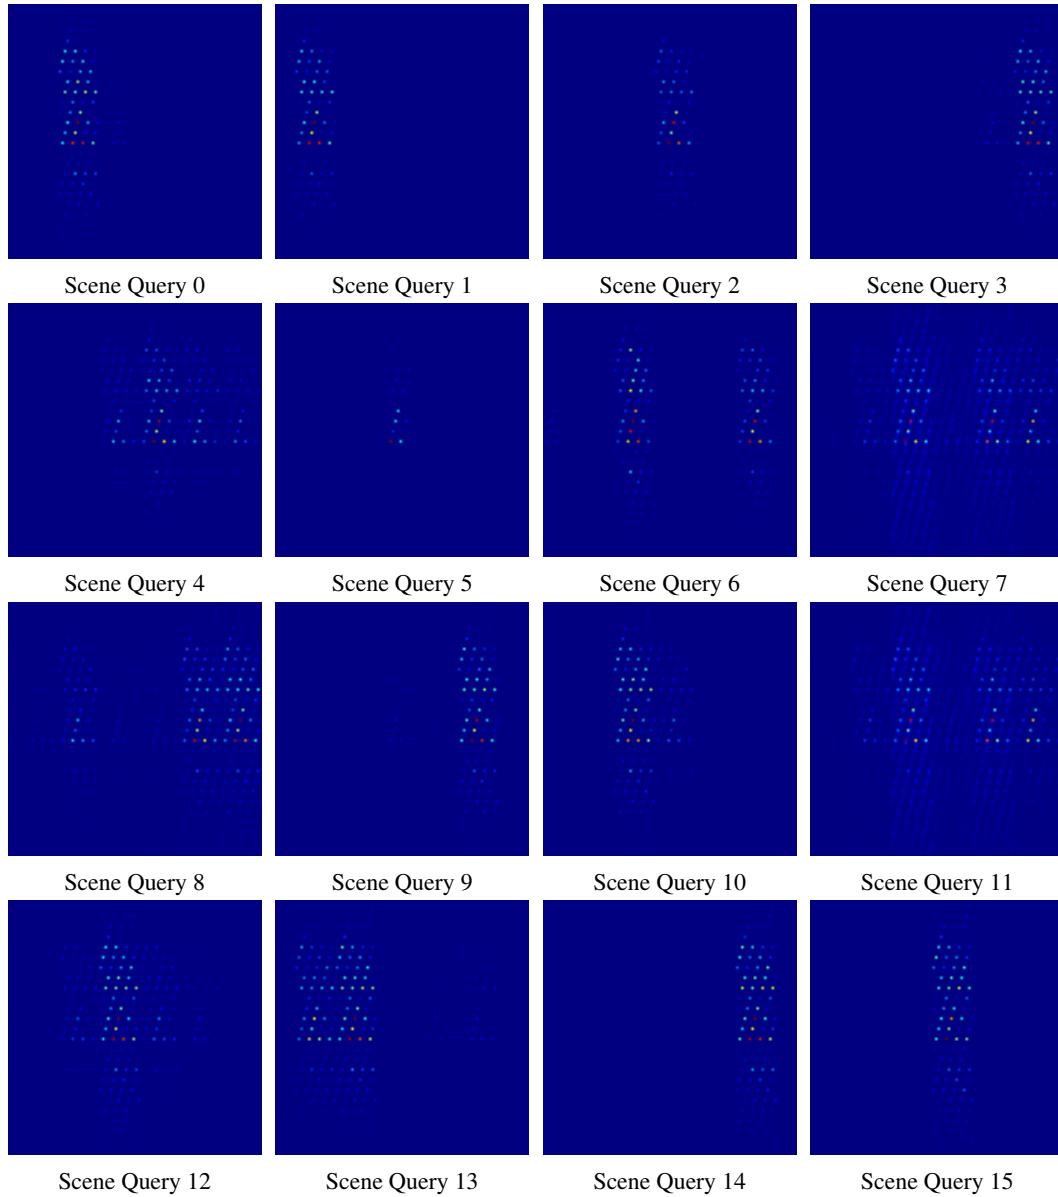 Scene Query 0
Scene Query 1
Scene Query 2
Scene Query 3
Scene Query 4
Scene Query 5
Scene Query 6
Scene Query 7
Scene Query 8
Scene Query 9
Scene Query 10
Scene Query 11
Scene Query 12
Scene Query 13
Scene Query 14
Scene Query 15